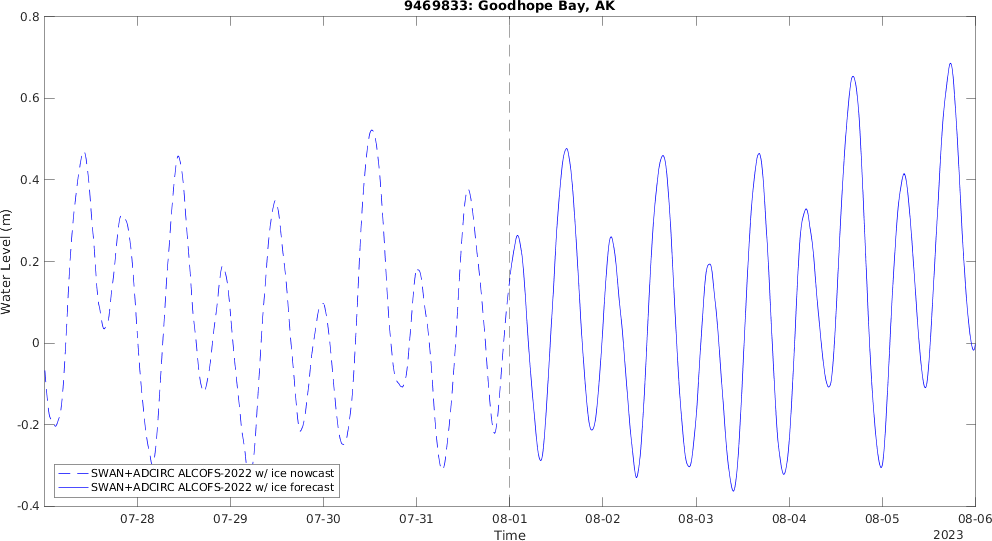 9469833: Goodhope Bay, AK
0.8
0.6
0.4
0.2
0
-0.2
-0.4
Water Level (m)
SWAN+ADCIRC ALCOFS-2022 w/ ice nowcast
SWAN+ADCIRC ALCOFS-2022 w/ ice forecast
07-28 07-29 07-30 07-31 08-01 08-02 08-03 08-04 08-05 08-06
Time
2023